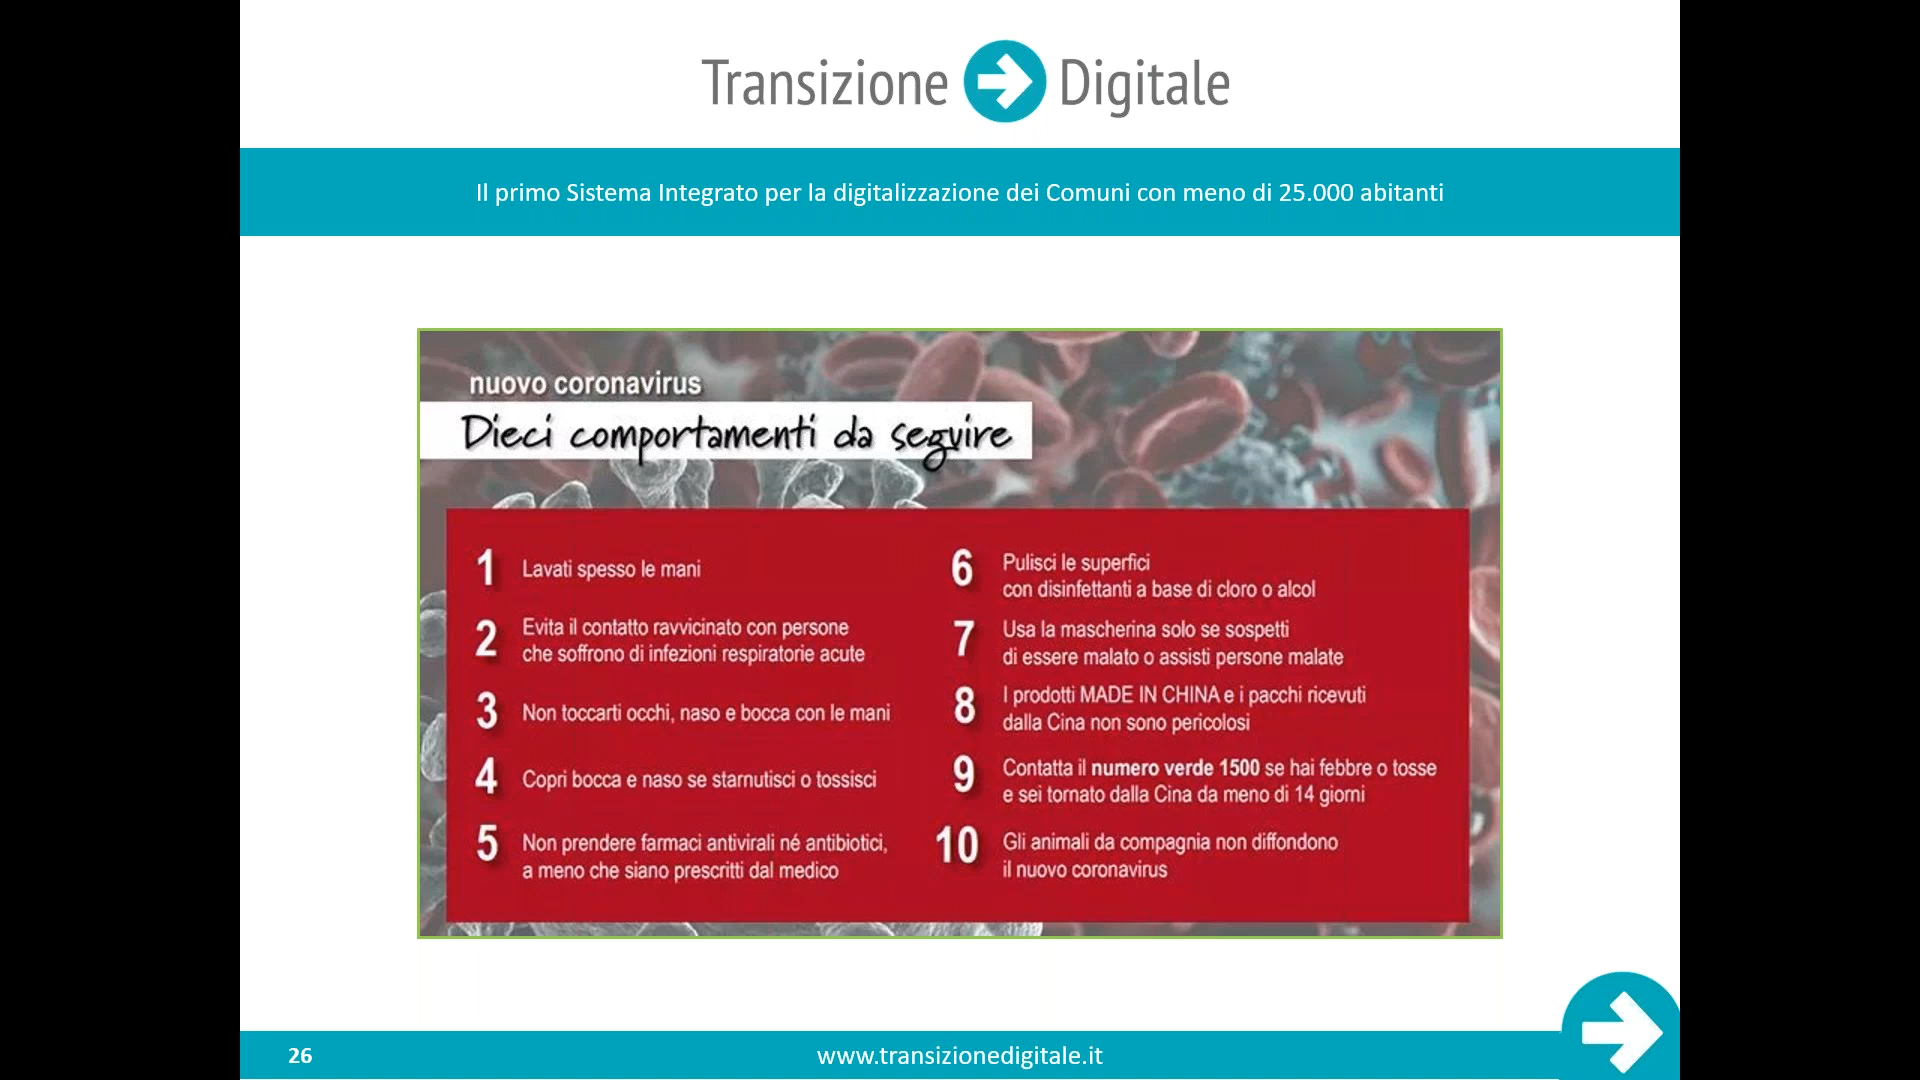 Transizione Digitale
Il primo Sistema Integrato per la digitalizzazione dei Comuni con meno di 25.000 abitanti
nuovo coronavirus
Dieci comportamenti da seguire
1 Lavati spesso le mani
2 Evita il contatto ravvicinato con persone
che soffrono di infezioni respiratorie acute
3 Non toccarti occhi, naso e bocca con le mani
4 Copri bocca e naso se starnutisci o tossisci
5 Non prendere farmaci antivirali né antibiotici,
a meno che siano prescritti dal medico
6 Pulisci le superfici
con disinfettanti a base di cloro o alcol
7 Usa la mascherina solo se sospetti
di essere malato o assisti persone malate
8 I prodotti MADE IN CHINA e i pacchi ricevuti
dalla Cina non sono pericolosi
9 Contatta il numero verde 1500 se hai febbre o tosse
e sei tornato dalla Cina da meno di 14 giorni
10 Gli animali da compagnia non diffondono
il nuovo coronavirus
26
www.transizionedigitale.it